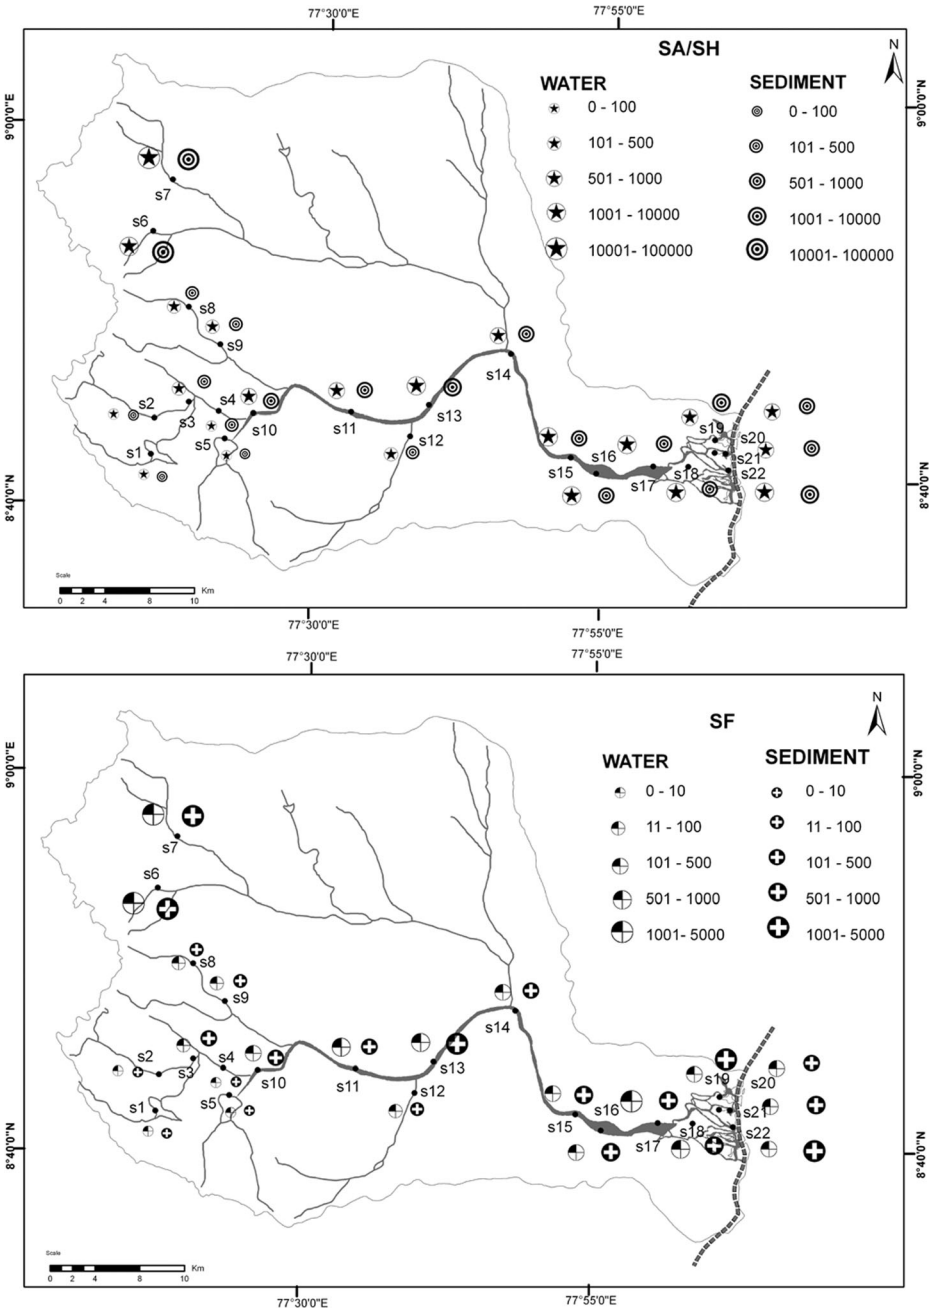 77°30'0"E 77°55'0"E
SA/SH
N
WATER SEDIMENT
0 - 100 0 - 100
101 - 500 101 - 500
501 - 1000 501 - 1000
1001 - 10000 1001 - 10000
10001 - 100000 10001- 100000
9°0'0"E
9°0'0"N
s7
s6
s8
s9
s14
s2
s3
s4
s10
s11
s13
s19
s20
s5
s12
s1
s16
s21
s15
s17
s18
s22
8°4'0"N
8°4'0"N
Scale
0 2 4 8 10 Km
77°30'0"E 77°55'0"E
77°30'0"E 77°55'0"E
SF
N
WATER SEDIMENT
0 - 10 0 - 10
11 - 100 11 - 100
101 - 500 101 - 500
501 - 1000 501 - 1000
1001- 5000 1001- 5000
9°0'0"E
9°0'0"N
s7
s6
s8
s9
s14
s2
s3
s4
s10
s11
s13
s19
s20
s5
s12
s1
s16
s21
s15
s17
s18
s22
8°40'0"N
8°40'0"N
Scale
0 2 4 8 10 Km
77°30'0"E 77°55'0"E